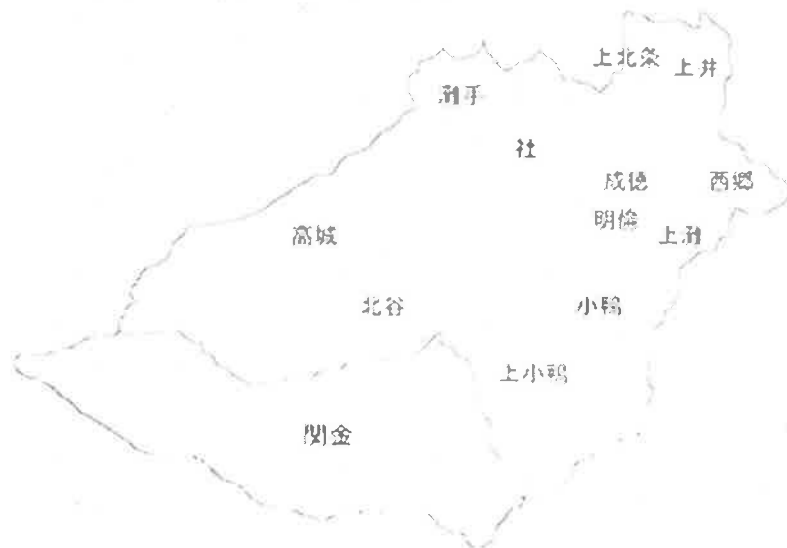 上北条
上井
灘手
社
成徳
西郷
明倫
上灘
高城
北谷
小鴨
上小鴨
関金